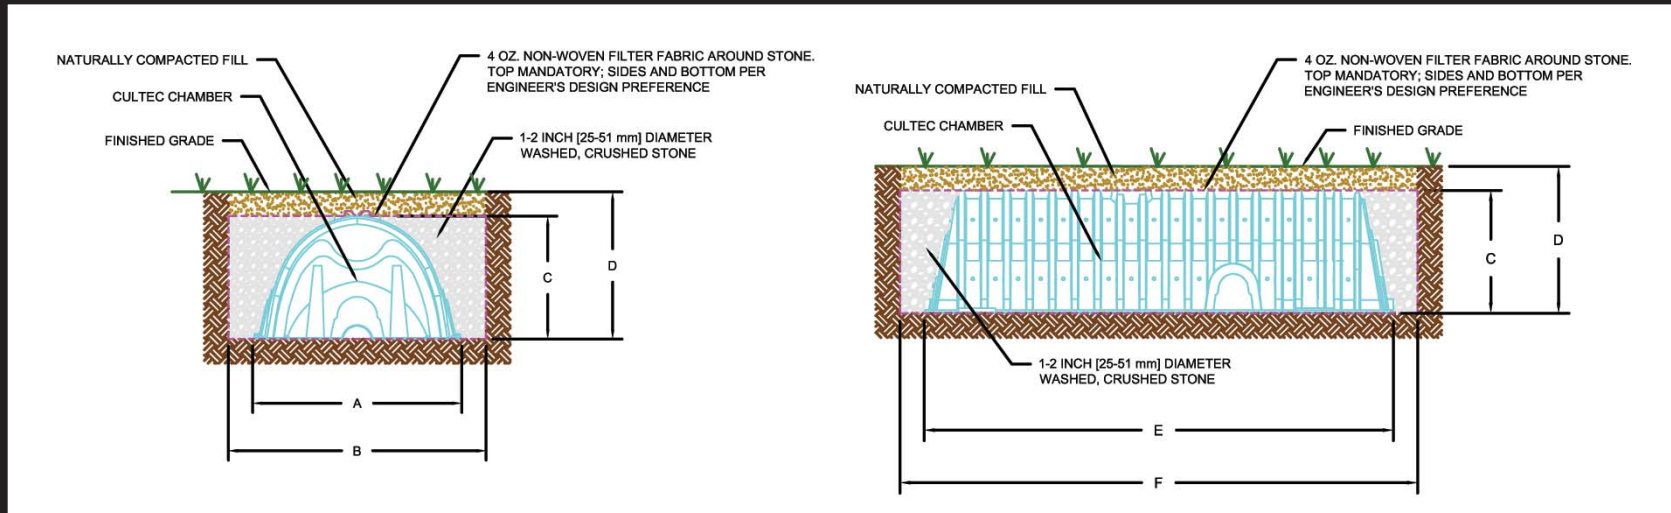 NATURALLY COMPACTED FILL
CULTEC CHAMBER
FINISHED GRADE
4 OZ. NON-WOVEN FILTER FABRIC AROUND STONE.
TOP MANDATORY; SIDES AND BOTTOM PER
ENGINEER'S DESIGN PREFERENCE
1-2 INCH [25-51 mm] DIAMETER
WASHED, CRUSHED STONE
C
D
A
B
4 OZ. NON-WOVEN FILTER FABRIC AROUND STONE.
TOP MANDATORY; SIDES AND BOTTOM PER
ENGINEER'S DESIGN PREFERENCE
NATURALLY COMPACTED FILL
CULTEC CHAMBER
FINISHED GRADE
D
C
1-2 INCH [25-51 mm] DIAMETER
WASHED, CRUSHED STONE
E
F